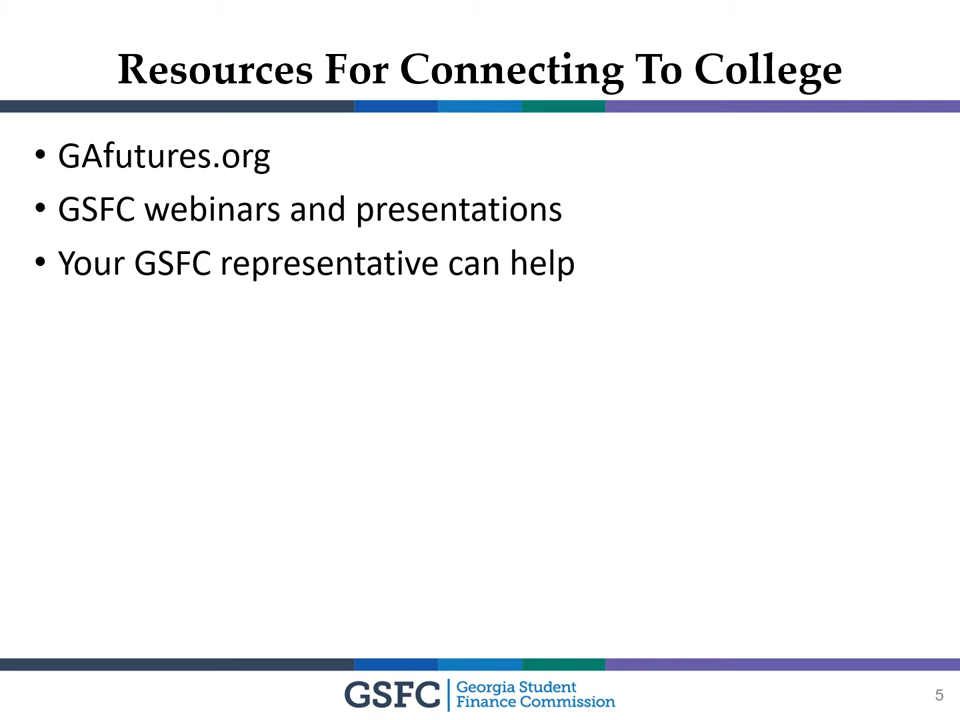 Resources For Connecting To College
• GAfutures.org
• GSFC webinars and presentations
• Your GSFC representative can help
GSFC
Georgia Student
Finance Commission
5